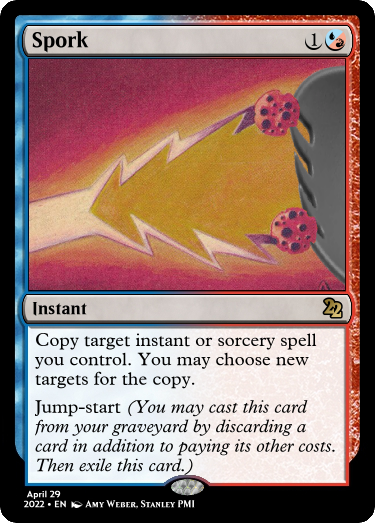 Spork 1
Instant 22
Copy target instant or sorcery spell
you control. You may choose new
targets for the copy.
Jump-start (You may cast this card
from your graveyard by discarding a
card in addition to paying its other costs.
Then exile this card.)
April 29
2022 • EN AMY WEBER, STANLEY PMI